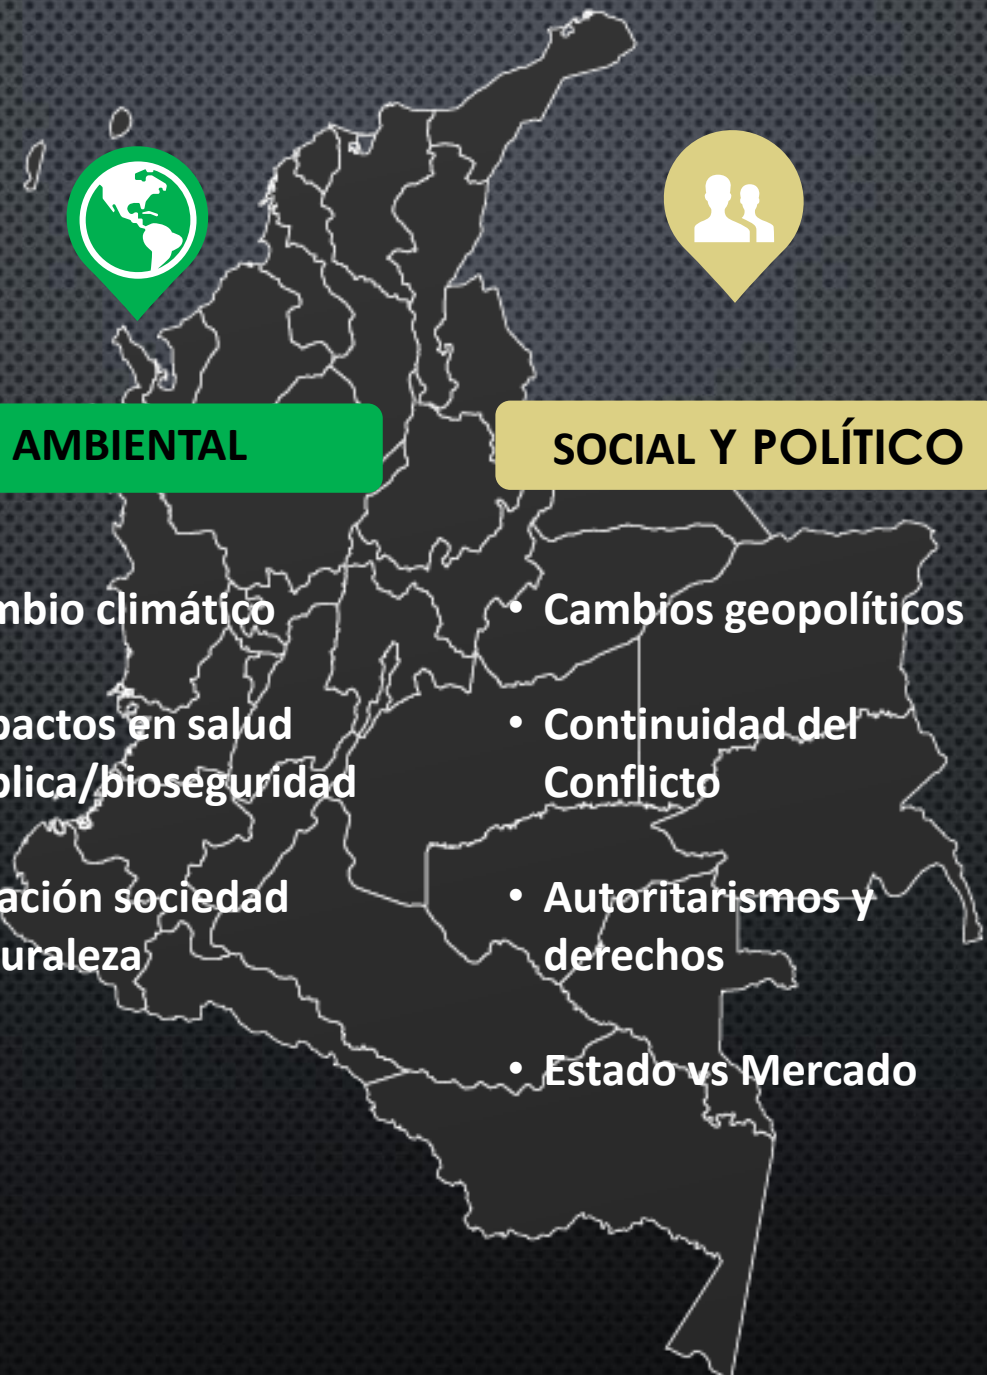 AMBIENTAL
mbio climático
pactos en salud
blica/bioseguridad
ación sociedad
uraleza
SOCIAL Y POLÍTICO
• Cambios geopolíticos
• Continuidad del
Conflicto
• Autoritarismos y
derechos
• Estado vs Mercado